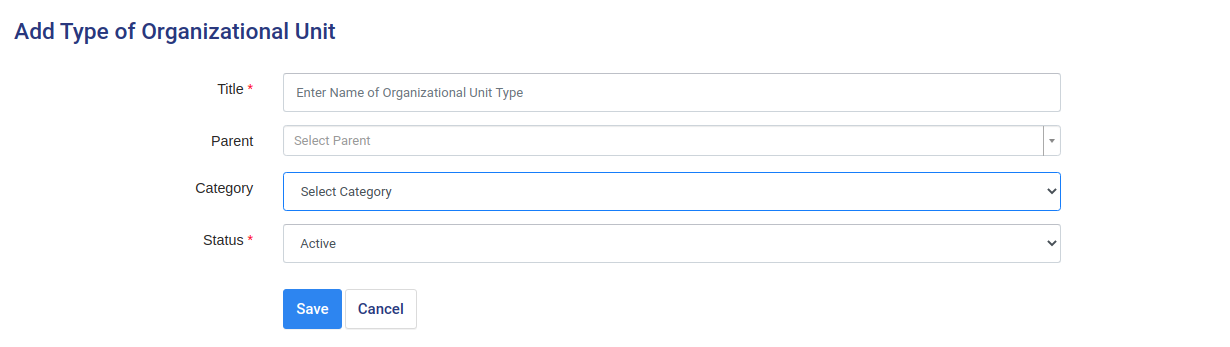 Add Type of Organizational Unit
Title *
Enter Name of Organizational Unit Type
Parent
Select Parent
Category
Select Category
Status *
Active
Save Cancel